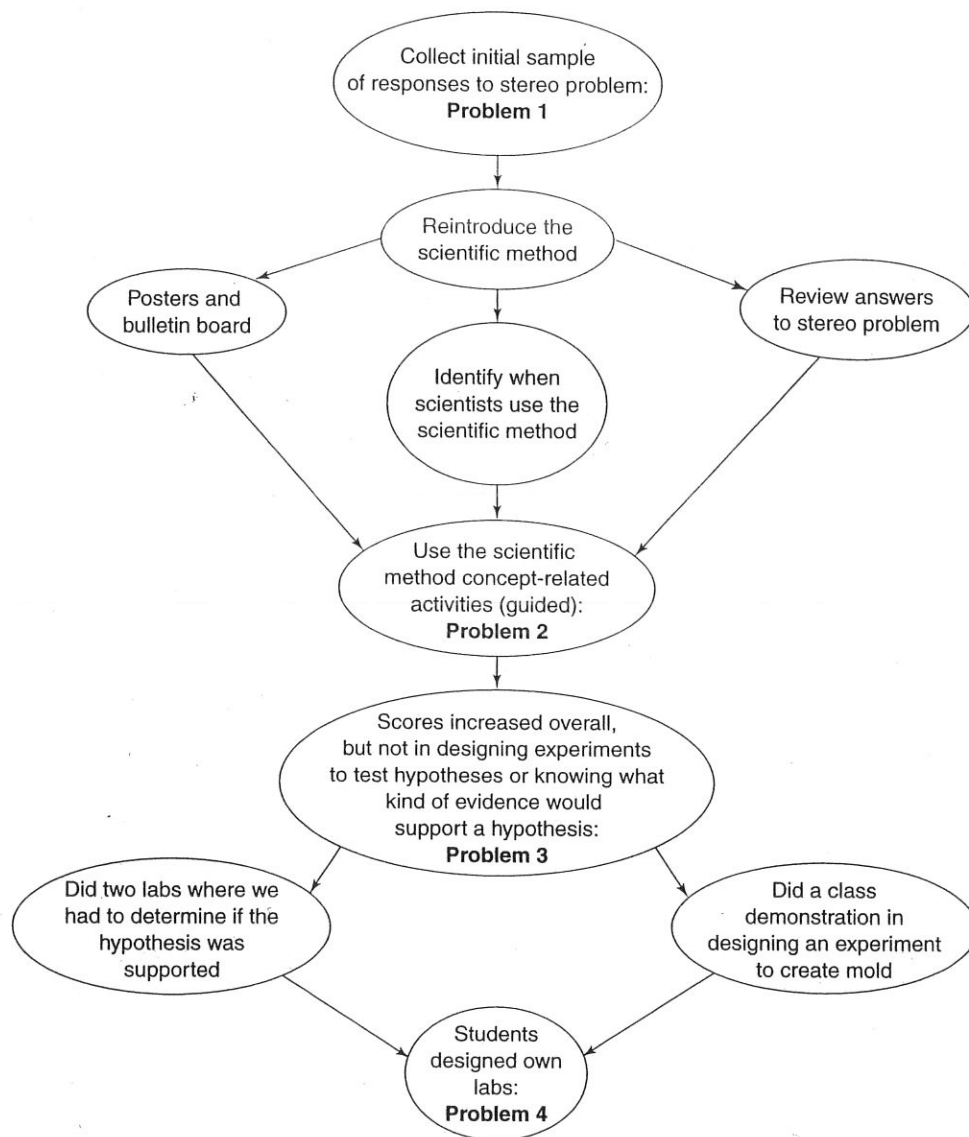 Collect initial sample
of responses to stereo problem:
Problem 1
Reintroduce the
scientific method
Posters and
bulletin board
Review answers
to stereo problem
Identify when
scientists use the
scientific method
Use the scientific
method concept-related
activities (guided):
Problem 2
Scores increased overall,
but not in designing experiments
to test hypotheses or knowing what
kind of evidence would
support a hypothesis:
Problem 3
Did two labs where we
had to determine if the
hypothesis was
supported
Did a class
demonstration in
designing an experiment
to create mold
Students
designed own
labs:
Problem 4